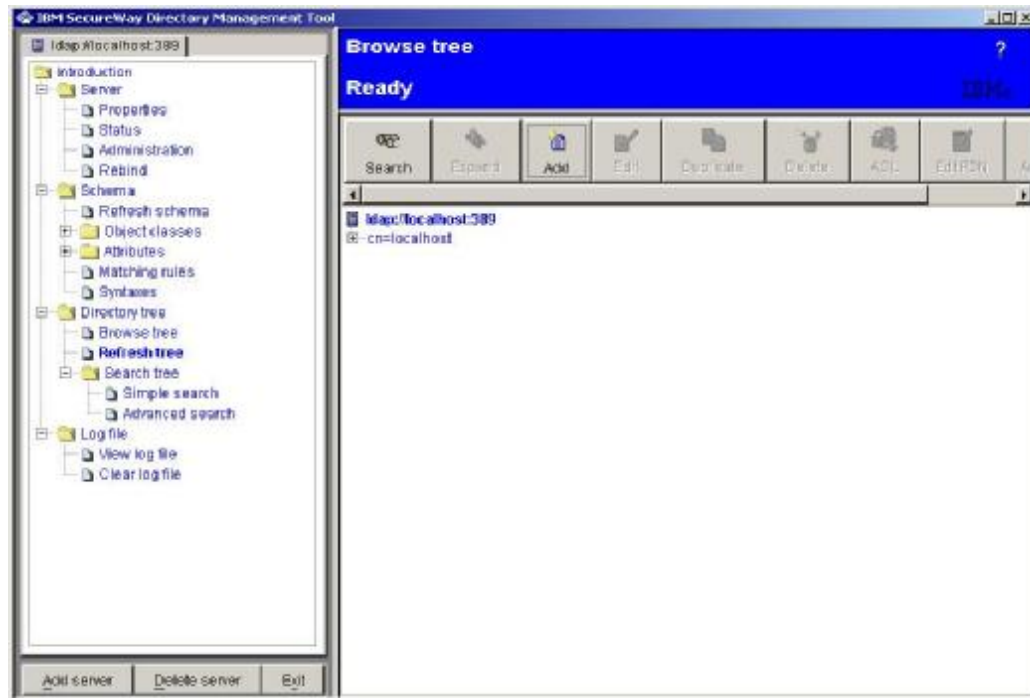 IBM SecureWay Directory Management Tool
ldap://localhost:389
Introduction
Server
Properties
Status
Administration
Rebind
Schema
Refresh schema
Object classes
Attributes
Matching rules
Syntaxes
Directory tree
Browse tree
Refresh tree
Search tree
Simple search
Advanced search
Log file
View log file
Clear log file
Add server Delete server Exit
Browse tree ?
Ready IBM
Search Expand Add Edit Duplicate Delete ACL Edit RDN
ldap://localhost:389
cn=localhost